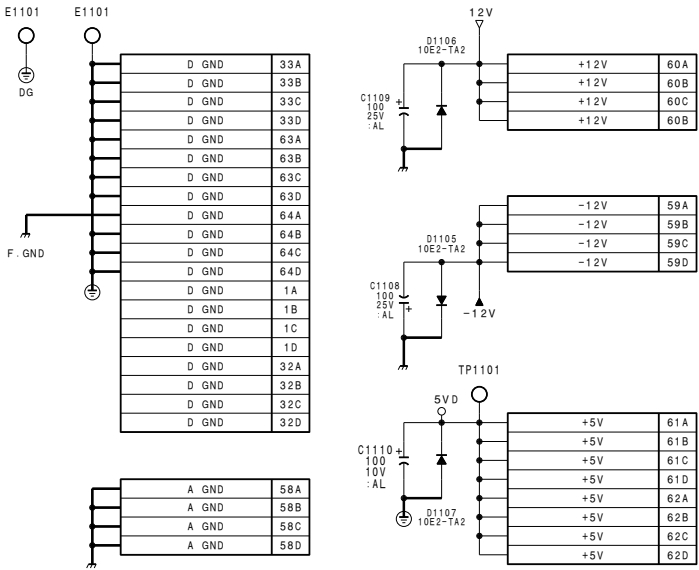 E1101 E1101
DG
D GND 33A
D GND 33B
D GND 33C
D GND 33D
D GND 63A
D GND 63B
D GND 63C
D GND 63D
D GND 64A
D GND 64B
D GND 64C
D GND 64D
D GND 1A
D GND 1B
D GND 1C
D GND 1D
D GND 32A
D GND 32B
D GND 32C
D GND 32D
F.GND
A GND 58A
A GND 58B
A GND 58C
A GND 58D
12V
D1106
10E2-TA2
C1109 +
100
25V
:AL
+12V 60A
+12V 60B
+12V 60C
+12V 60B
-12V 59A
-12V 59B
-12V 59C
-12V 59D
D1105
10E2-TA2
C1108
100
25V
:AL
+
-12V
TP1101
5VD
C1110 +
100
10V
:AL
D1107
10E2-TA2
+5V 61A
+5V 61B
+5V 61C
+5V 61D
+5V 62A
+5V 62B
+5V 62C
+5V 62D